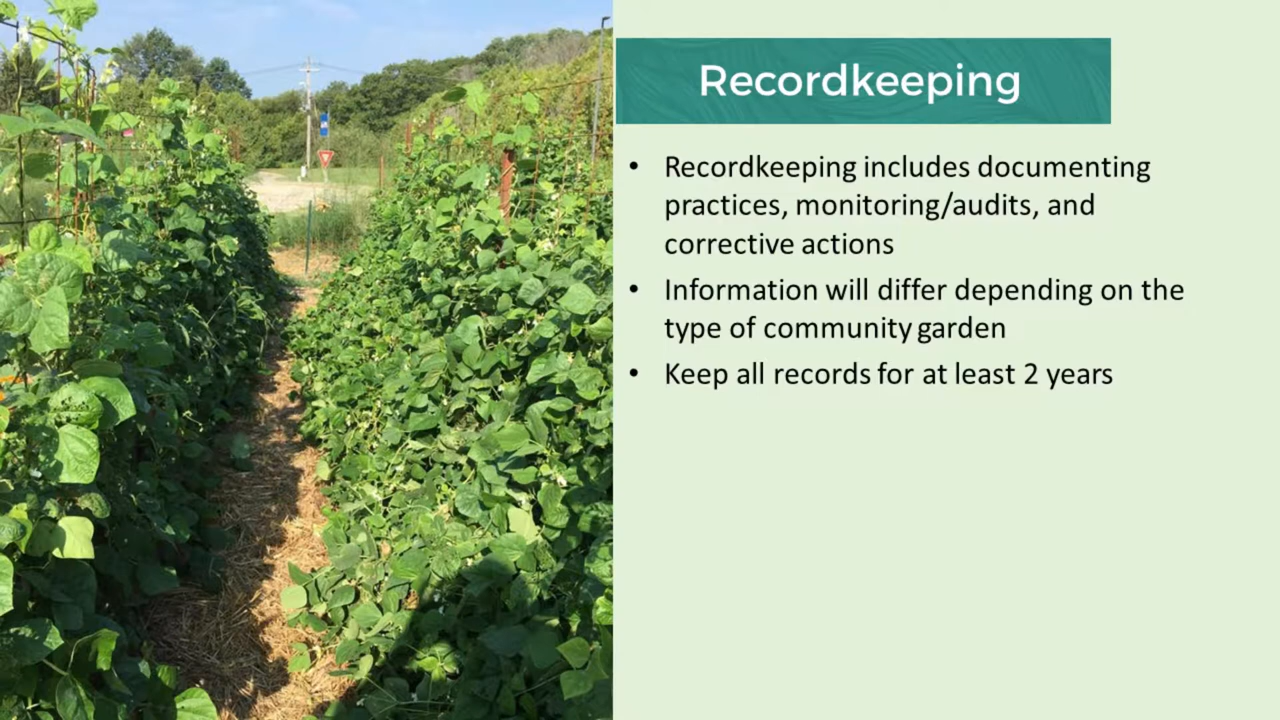 Recordkeeping
• Recordkeeping includes documenting
practices, monitoring/audits, and
corrective actions
• Information will differ depending on the
type of community garden
• Keep all records for at least 2 years